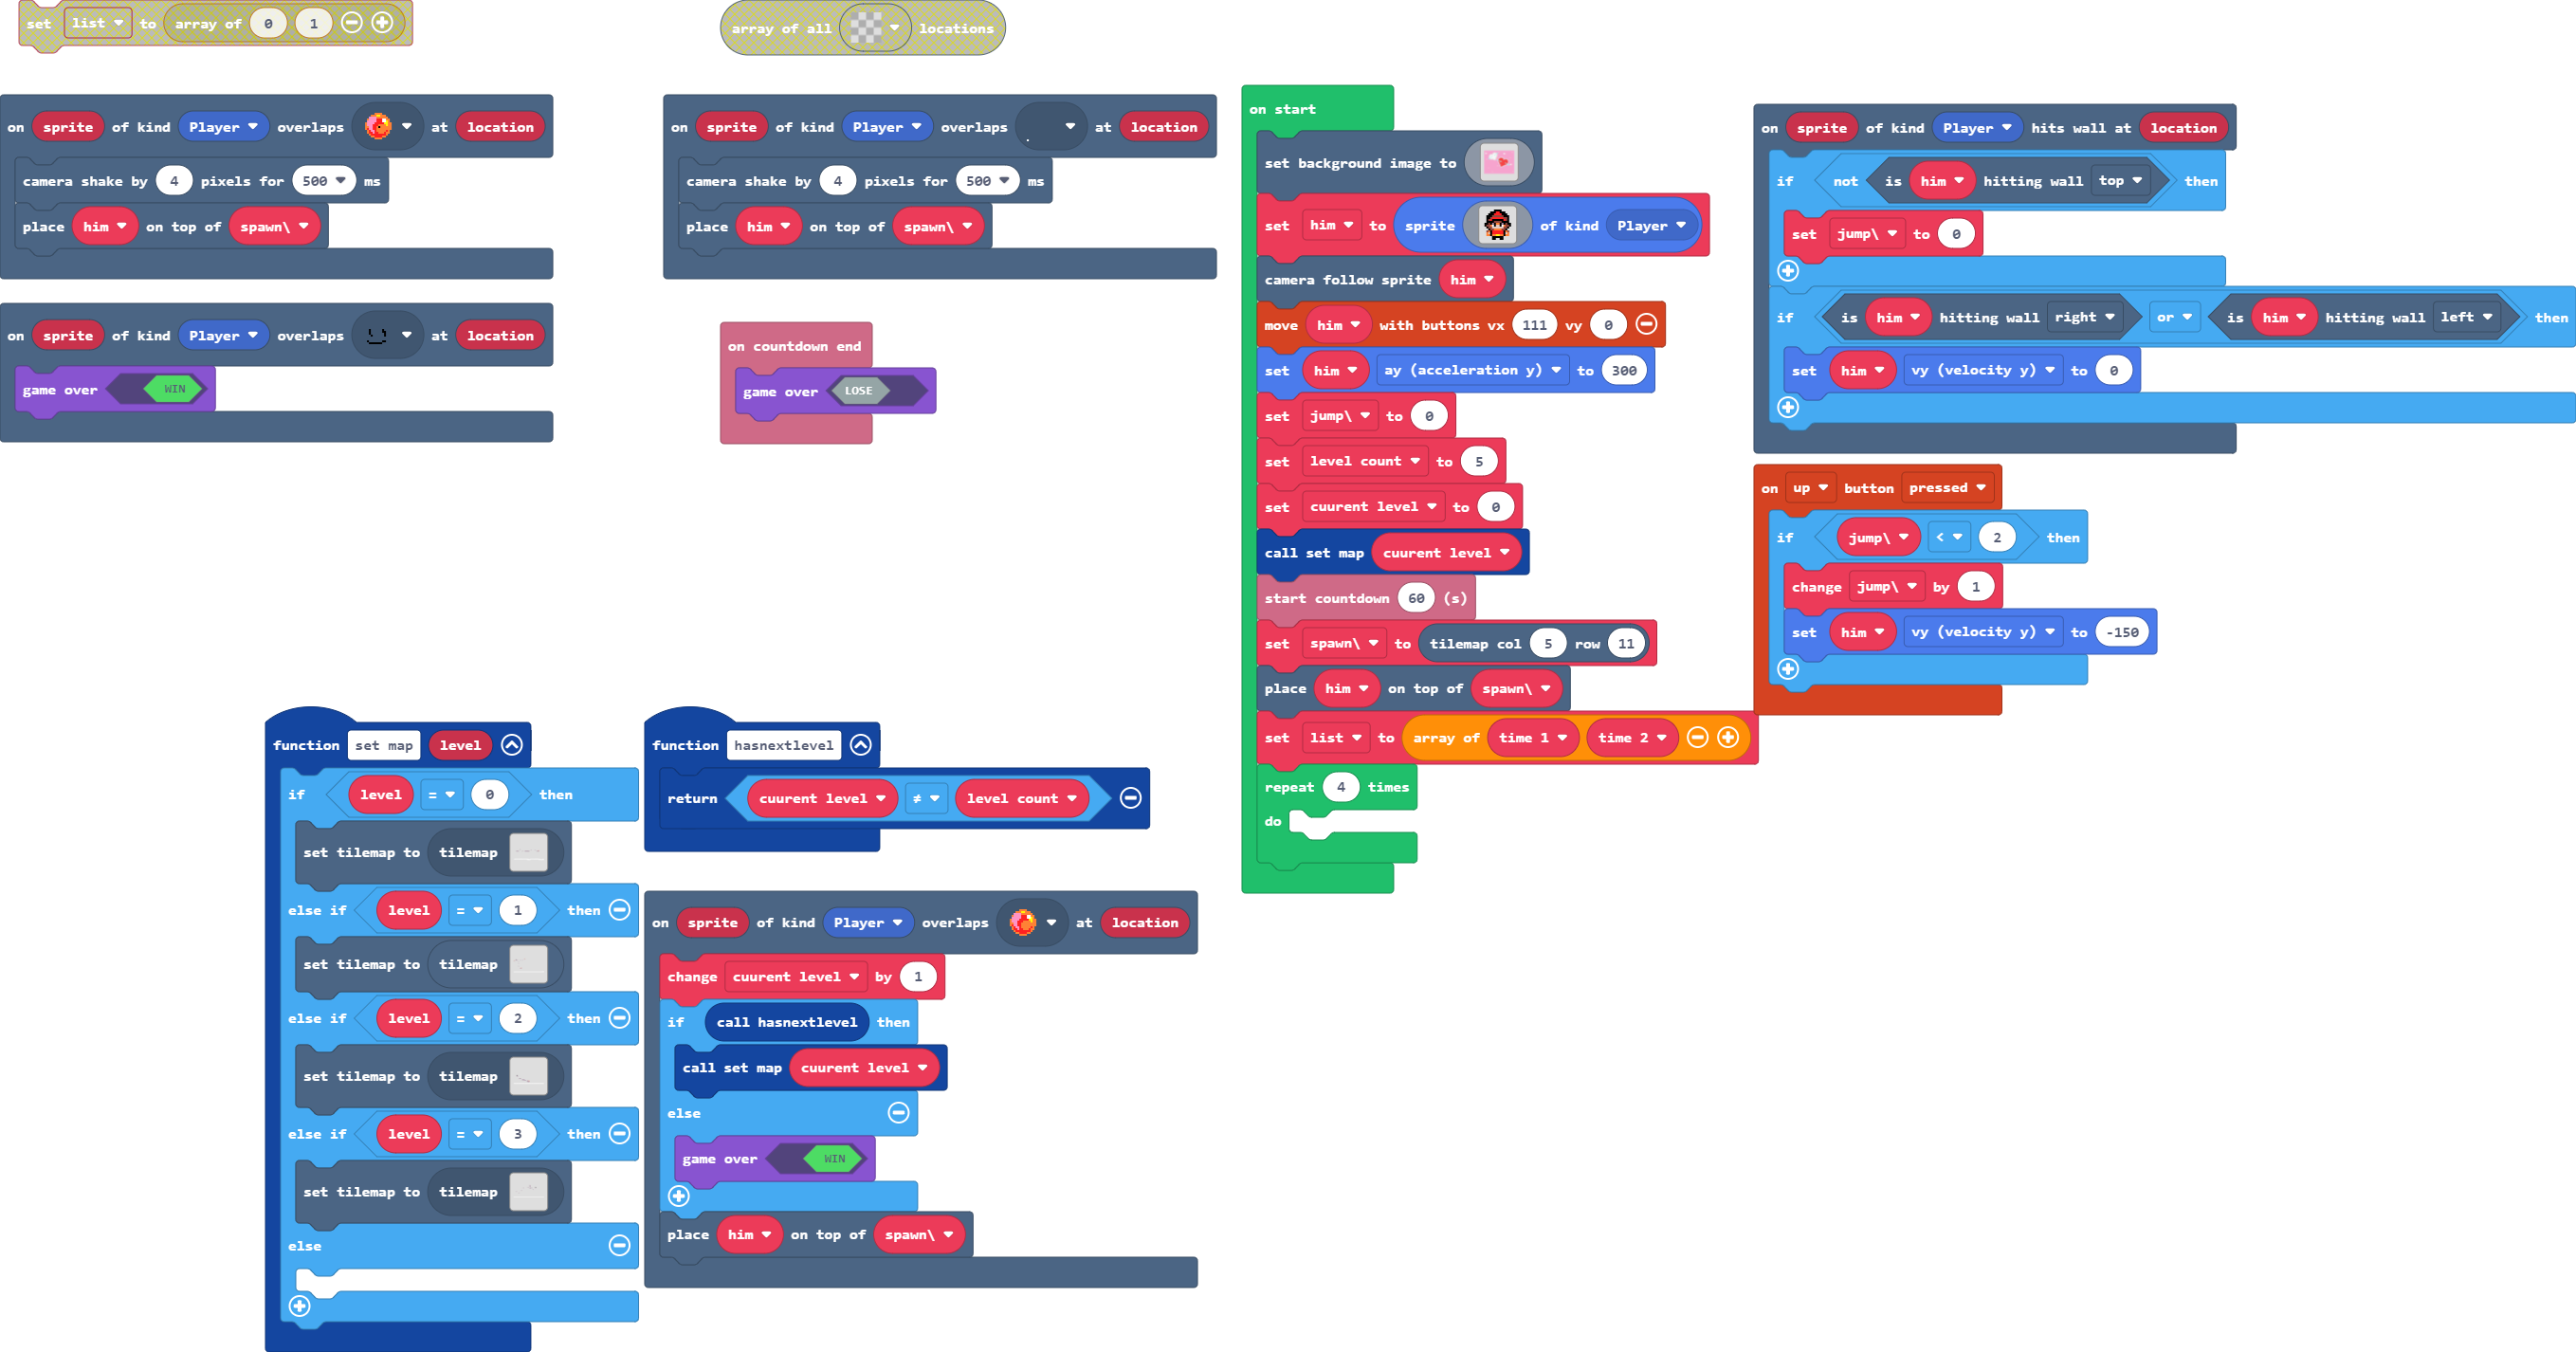 set list to array of 0 1
array of all locations
on sprite of kind Player overlaps at location
camera shake by 4 pixels for 500 ms
place him on top of spawn\
on sprite of kind Player overlaps at location
camera shake by 4 pixels for 500 ms
place him on top of spawn\
on sprite of kind Player overlaps at location
game over WIN
on countdown end
game over LOSE
on start
set background image to
set him to sprite of kind Player
camera follow sprite him
move him with buttons vx 111 vy 0
set him ay (acceleration y) to 300
set jump\ to 0
set level count to 5
set cuurent level to 0
call set map cuurent level
start countdown 60 (s)
set spawn\ to tilemap col 5 row 11
place him on top of spawn\
set list to array of time 1 time 2
repeat 4 times
do
on sprite of kind Player hits wall at location
if not is him hitting wall top then
set jump\ to 0
if is him hitting wall right or is him hitting wall left then
set him vy (velocity y) to 0
on up button pressed
if jump\ < 2 then
change jump\ by 1
set him vy (velocity y) to -150
function set map level
if level = 0 then
set tilemap to tilemap
else if level = 1 then
set tilemap to tilemap
else if level = 2 then
set tilemap to tilemap
else if level = 3 then
set tilemap to tilemap
else
function hasnextlevel
return cuurent level ≠ level count
on sprite of kind Player overlaps at location
change cuurent level by 1
if call hasnextlevel then
call set map cuurent level
else
game over WIN
place him on top of spawn\